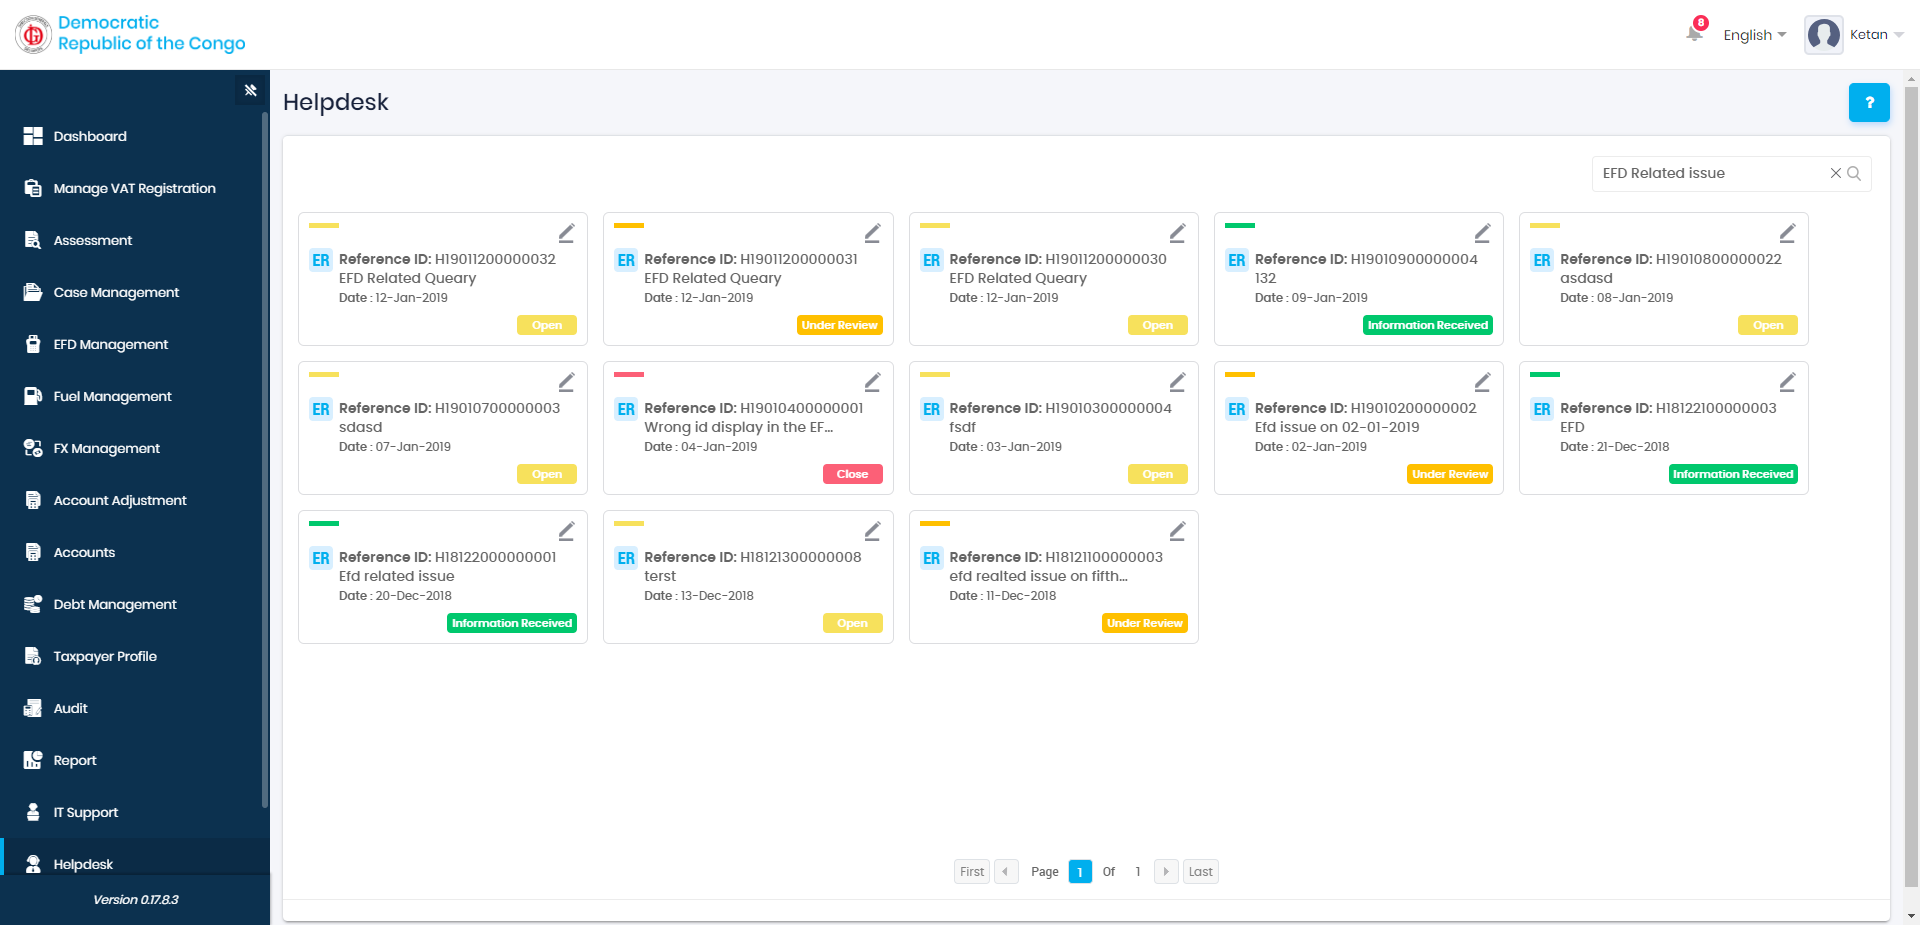 Democratic
Republic of the Congo
8
English
Ketan
Dashboard
Manage VAT Registration
Assessment
Case Management
EFD Management
Fuel Management
FX Management
Account Adjustment
Accounts
Debt Management
Taxpayer Profile
Audit
Report
IT Support
Helpdesk
Version 0.17.8.3
Helpdesk
?
EFD Related issue
ER Reference ID: H19011200000032
EFD Related Queary
Date : 12-Jan-2019
Open
ER Reference ID: H19011200000031
EFD Related Queary
Date : 12-Jan-2019
Under Review
ER Reference ID: H19011200000030
EFD Related Queary
Date : 12-Jan-2019
Open
ER Reference ID: H19010900000004
132
Date : 09-Jan-2019
Information Received
ER Reference ID: H19010800000022
asdasd
Date : 08-Jan-2019
Open
ER Reference ID: H19010700000003
sdasd
Date : 07-Jan-2019
Open
ER Reference ID: H19010400000001
Wrong id display in the EF...
Date : 04-Jan-2019
Close
ER Reference ID: H19010300000004
fsdf
Date : 03-Jan-2019
Open
ER Reference ID: H19010200000002
Efd issue on 02-01-2019
Date : 02-Jan-2019
Under Review
ER Reference ID: H18122100000003
EFD
Date : 21-Dec-2018
Information Received
ER Reference ID: H18122000000001
Efd related issue
Date : 20-Dec-2018
Information Received
ER Reference ID: H18121300000008
terst
Date : 13-Dec-2018
Open
ER Reference ID: H18121100000003
efd realted issue on fifth...
Date : 11-Dec-2018
Under Review
First Page 1 Of 1 Last